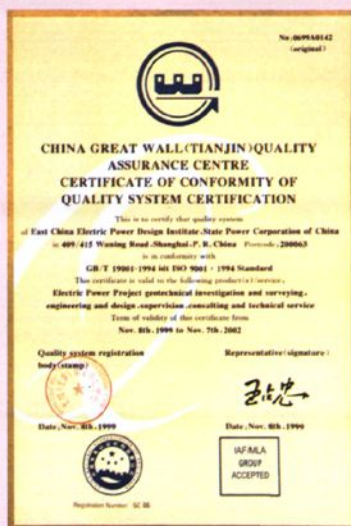 No:0699A0142
(original)
CHINA GREAT WALL(TIANJIN)QUALITY
ASSURANCE CENTRE
CERTIFICATE OF CONFORMITY OF
QUALITY SYSTEM CERTIFICATION
This is to certify that quality system
of East China Electric Power Design Institute,State Power Corporation of China
in 409/415 Wuning Road,Shanghai,P. R. China Postcode,200063
is in conformity with
GB/T 19001-1994 idt ISO 9001 - 1994 Standard
This certificate is valid to the following product(s)/service:
Electric Power Project geotechnical investigation and surveying,
engineering and design,supervision,consulting and technical service
Term of validity of this certificate from
Nov. 8th. 1999 to Nov. 7th. 2002
Quality system registration Representative(signature)
body(stamp)
Date,Nov. 8th. 1999 Date,Nov. 8th. 1999
IAF/MLA
GROUP
ACCEPTED
Registration Number